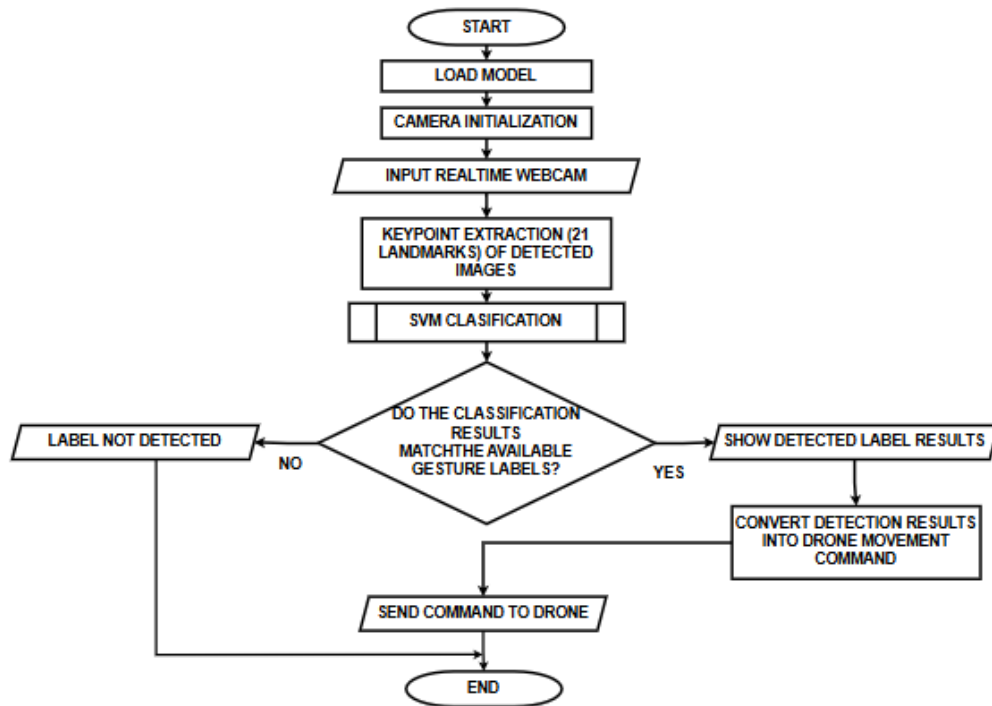 START
LOAD MODEL
CAMERA INITIALIZATION
INPUT REALTIME WEBCAM
KEYPOINT EXTRACTION (21
LANDMARKS) OF DETECTED
IMAGES
SVM CLASIFICATION
DO THE CLASSIFICATION
RESULTS
MATCHTHE AVAILABLE
GESTURE LABELS?
NO
LABEL NOT DETECTED
YES
SHOW DETECTED LABEL RESULTS
CONVERT DETECTION RESULTS
INTO DRONE MOVEMENT
COMMAND
SEND COMMAND TO DRONE
END